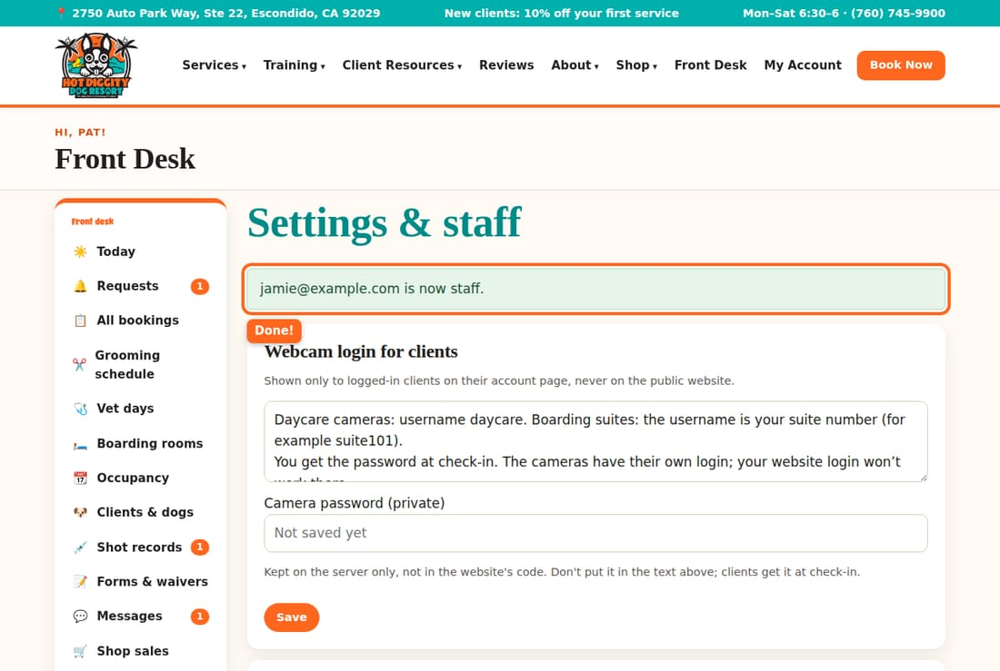 2750 Auto Park Way, Ste 22, Escondido, CA 92029
New clients: 10% off your first service
Mon–Sat 6:30–6 · (760) 745-9900
HOT DIGGITY
DOG RESORT
Services ▾
Training ▾
Client Resources ▾
Reviews
About ▾
Shop ▾
Front Desk
My Account
Book Now
HI, PAT!
Front Desk
Front desk
Today
Requests 1
All bookings
Grooming
schedule
Vet days
Boarding rooms
Occupancy
Clients & dogs
Shot records 1
Forms & waivers
Messages 1
Shop sales
Settings & staff
jamie@example.com is now staff.
Done!
Webcam login for clients
Shown only to logged-in clients on their account page, never on the public website.
Daycare cameras: username daycare. Boarding suites: the username is your suite number (for
example suite101).
You get the password at check-in. The cameras have their own login; your website login won’t
Camera password (private)
Not saved yet
Kept on the server only, not in the website's code. Don't put it in the text above; clients get it at check-in.
Save